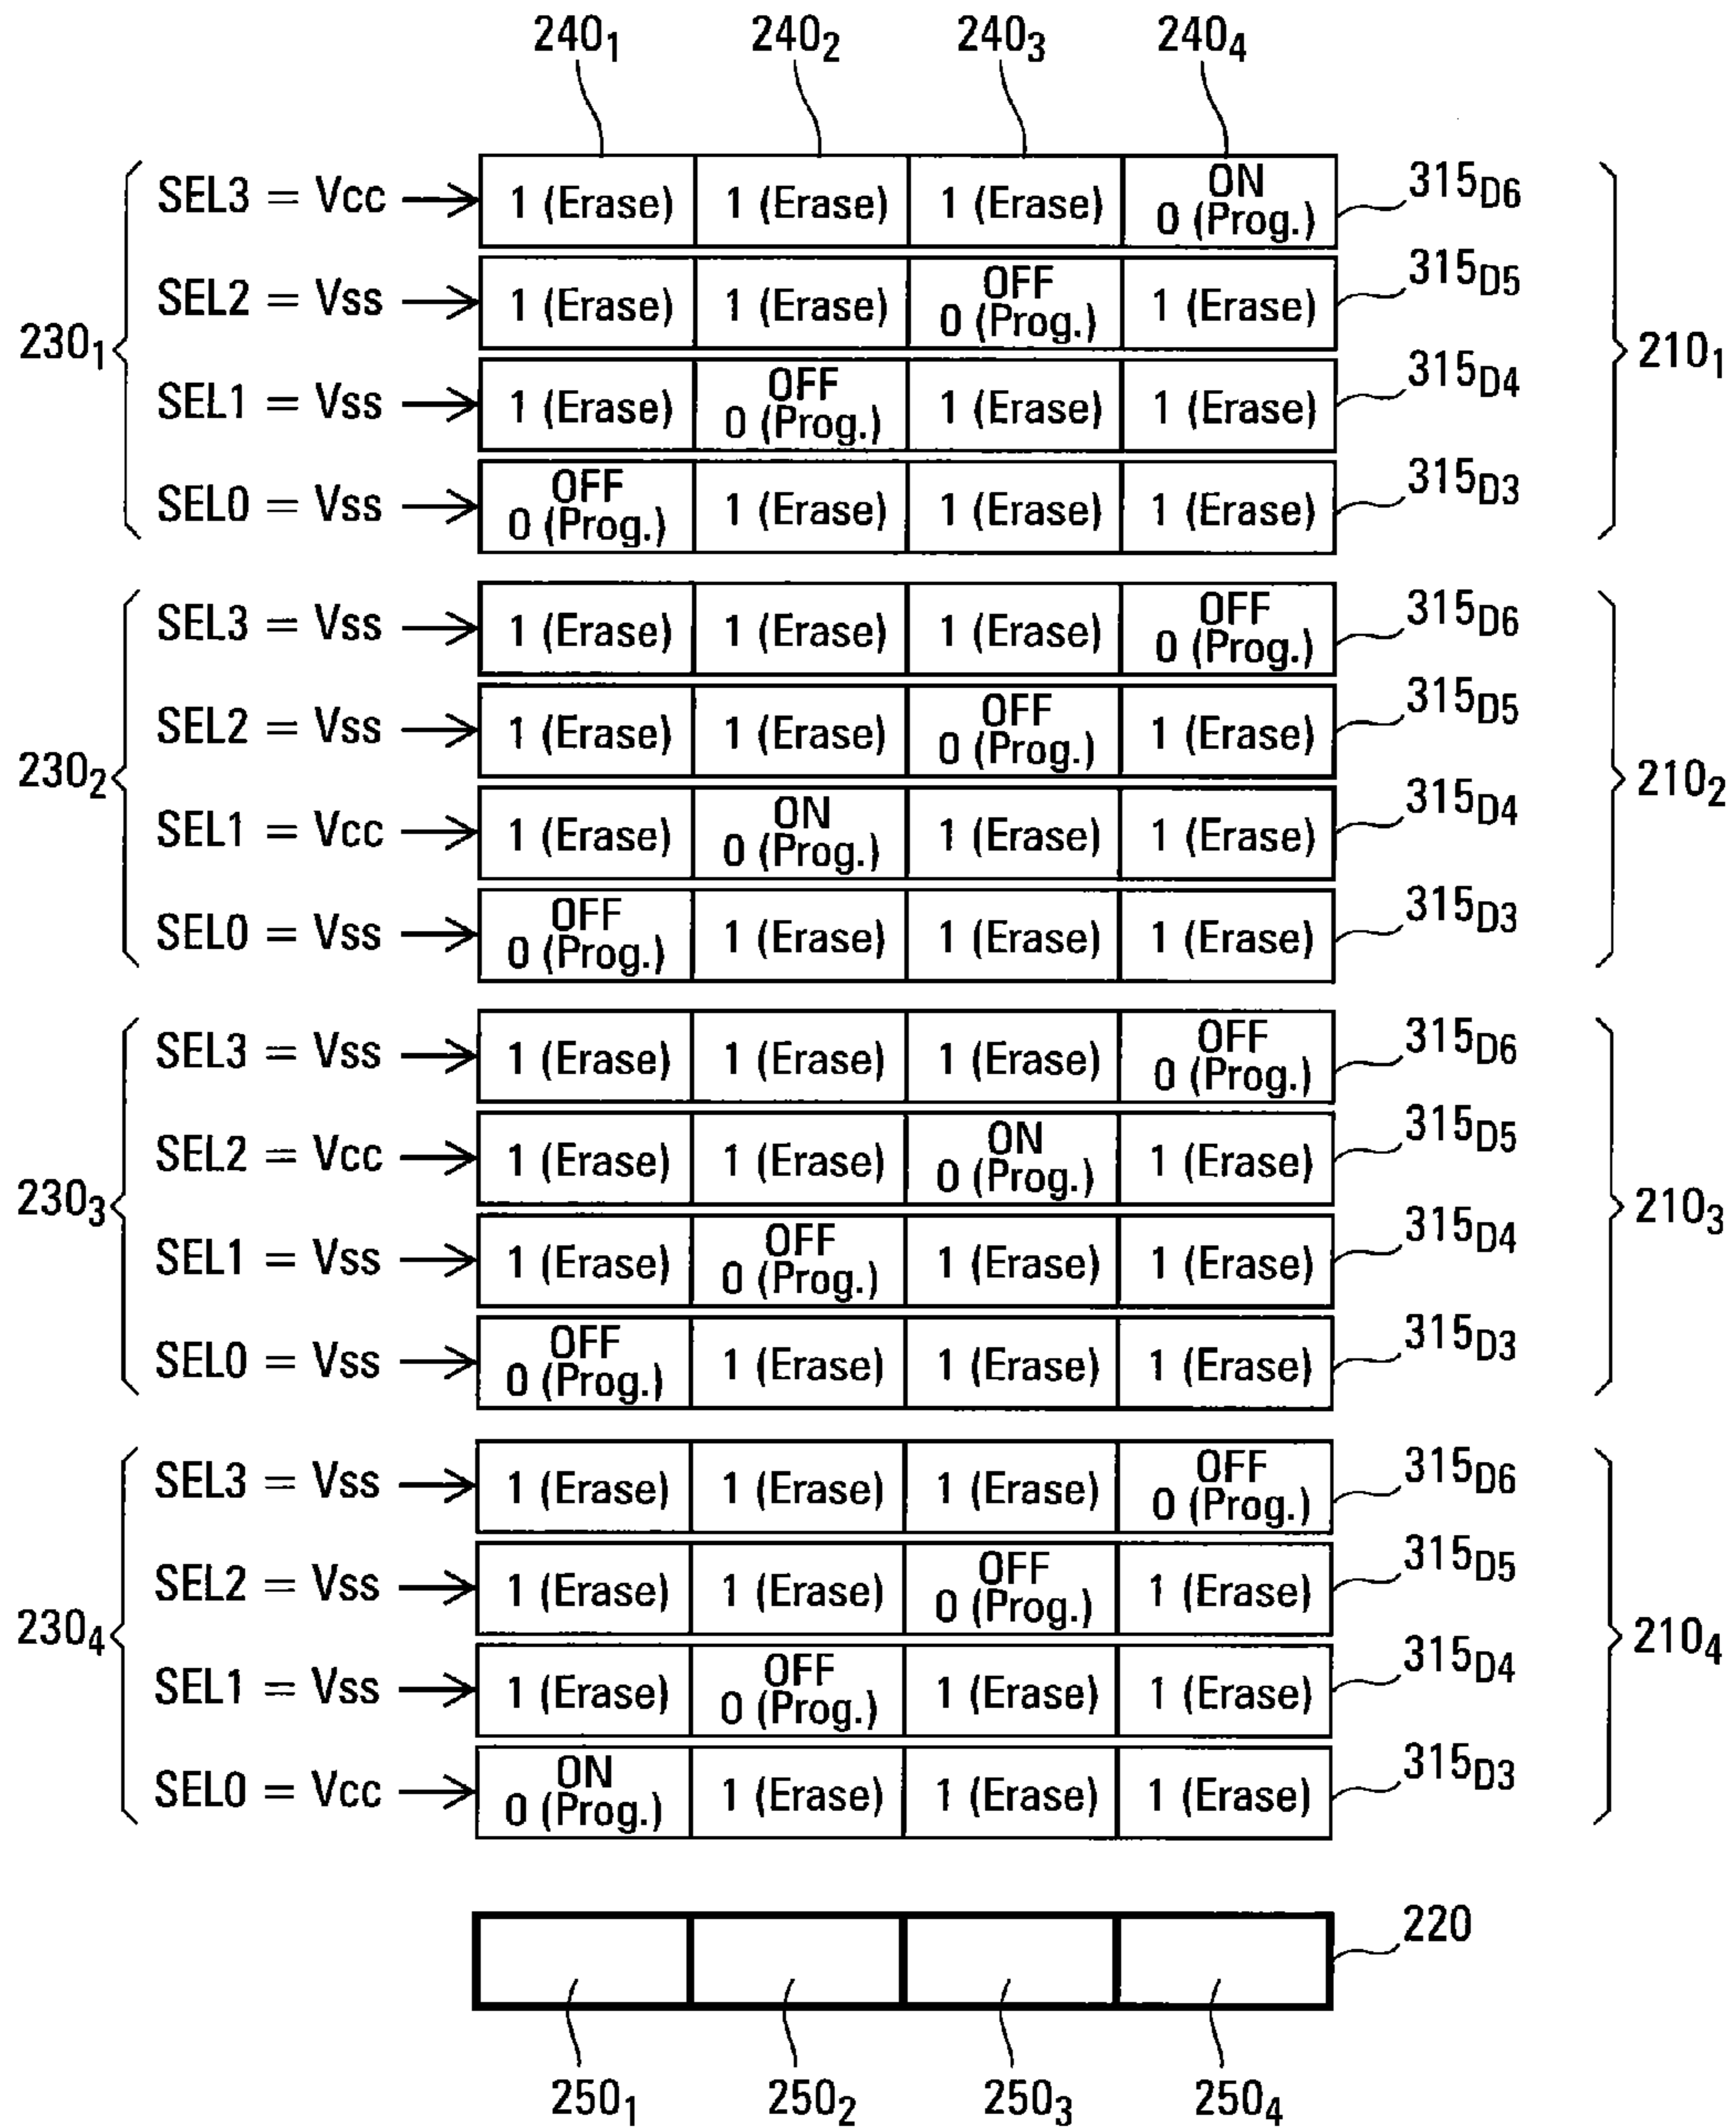 240₁ 240₂ 240₃ 240₄
SEL3 = Vcc 1 (Erase) 1 (Erase) 1 (Erase) ON 0 (Prog.) 315D6
SEL2 = Vss 1 (Erase) 1 (Erase) OFF 0 (Prog.) 1 (Erase) 315D5
230₁ 210₁
SEL1 = Vss 1 (Erase) OFF 0 (Prog.) 1 (Erase) 1 (Erase) 315D4
SEL0 = Vss OFF 0 (Prog.) 1 (Erase) 1 (Erase) 1 (Erase) 315D3
SEL3 = Vss 1 (Erase) 1 (Erase) 1 (Erase) OFF 0 (Prog.) 315D6
SEL2 = Vss 1 (Erase) 1 (Erase) OFF 0 (Prog.) 1 (Erase) 315D5
230₂ 210₂
SEL1 = Vcc 1 (Erase) ON 0 (Prog.) 1 (Erase) 1 (Erase) 315D4
SEL0 = Vss OFF 0 (Prog.) 1 (Erase) 1 (Erase) 1 (Erase) 315D3
SEL3 = Vss 1 (Erase) 1 (Erase) 1 (Erase) OFF 0 (Prog.) 315D6
SEL2 = Vcc 1 (Erase) 1 (Erase) ON 0 (Prog.) 1 (Erase) 315D5
230₃ 210₃
SEL1 = Vss 1 (Erase) OFF 0 (Prog.) 1 (Erase) 1 (Erase) 315D4
SEL0 = Vss OFF 0 (Prog.) 1 (Erase) 1 (Erase) 1 (Erase) 315D3
SEL3 = Vss 1 (Erase) 1 (Erase) 1 (Erase) OFF 0 (Prog.) 315D6
SEL2 = Vss 1 (Erase) 1 (Erase) OFF 0 (Prog.) 1 (Erase) 315D5
230₄ 210₄
SEL1 = Vss 1 (Erase) OFF 0 (Prog.) 1 (Erase) 1 (Erase) 315D4
SEL0 = Vcc ON 0 (Prog.) 1 (Erase) 1 (Erase) 1 (Erase) 315D3
220
250₁ 250₂ 250₃ 250₄